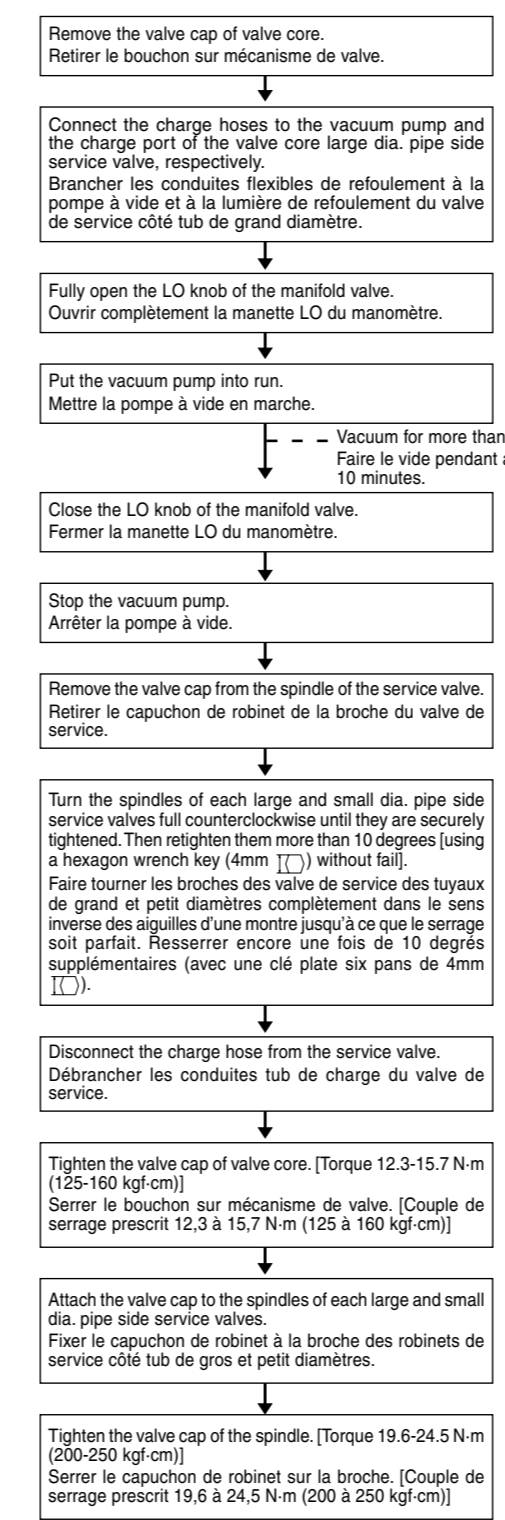 Remove the valve cap of valve core.
Retirer le bouchon sur mécanisme de valve.
Connect the charge hoses to the vacuum pump and
the charge port of the valve core large dia. pipe side
service valve, respectively.
Brancher les conduites flexibles de refoulement à la
pompe à vide et à la lumière de refoulement du valve
de service côté tub de grand diamètre.
Fully open the LO knob of the manifold valve.
Ouvrir complètement la manette LO du manomètre.
Put the vacuum pump into run.
Mettre la pompe à vide en marche.
Vacuum for more than
Faire le vide pendant
10 minutes.
Close the LO knob of the manifold valve.
Fermer la manette LO du manomètre.
Stop the vacuum pump.
Arrêter la pompe à vide.
Remove the valve cap from the spindle of the service valve.
Retirer le capuchon de robinet de la broche du valve de
service.
Turn the spindles of each large and small dia. pipe side
service valves full counterclockwise until they are securely
tightened. Then retighten them more than 10 degrees [using
a hexagon wrench key (4mm ) without fail].
Faire tourner les broches des valve de service des tuyaux
de grand et petit diamètres complètement dans le sens
inverse des aiguilles d'une montre jusqu'à ce que le serrage
soit parfait. Resserrer encore une fois de 10 degrés
supplémentaires (avec une clé plate six pans de 4mm
).
Disconnect the charge hose from the service valve.
Débrancher les conduites tub de charge du valve de
service.
Tighten the valve cap of valve core. [Torque 12.3-15.7 N·m
(125-160 kgf·cm)]
Serrer le bouchon sur mécanisme de valve. [Couple de
serrage prescrit 12,3 à 15,7 N·m (125 à 160 kgf·cm)]
Attach the valve cap to the spindles of each large and small
dia. pipe side service valves.
Fixer le capuchon de robinet à la broche des robinets de
service côté tub de gros et petit diamètres.
Tighten the valve cap of the spindle. [Torque 19.6-24.5 N·m
(200-250 kgf·cm)]
Serrer le capuchon de robinet sur la broche. [Couple de
serrage prescrit 19,6 à 24,5 N·m (200 à 250 kgf·cm)]